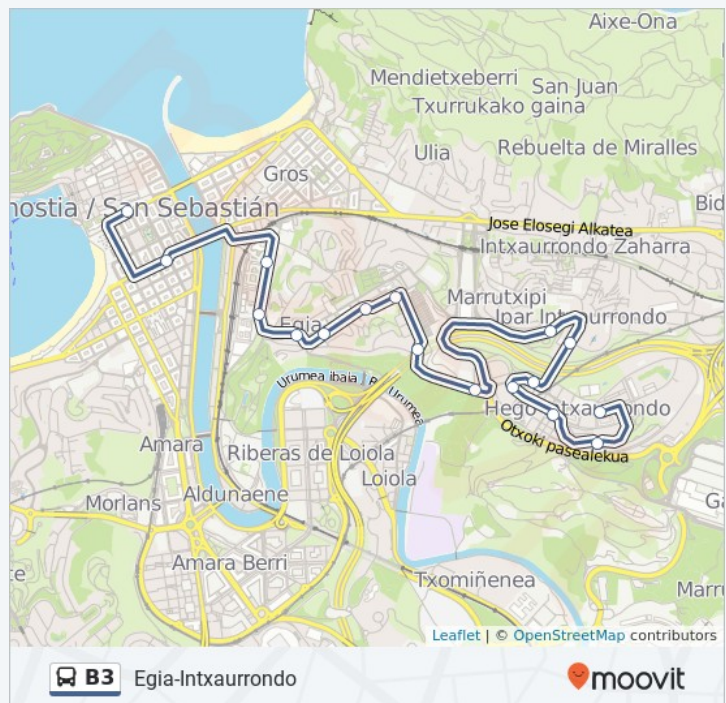 Aixe-Ona
Mendietxeberri
San Juan
Txurrukako gaina
Ulia
Rebuelta de Miralles
Gros
Bid
nostia / San Sebastián
Jose Elosegi Alkatea
Intxaurrondo Zaharra
Marrutxipi
Ipar Intxaurrondo
Egia
Urumea ibaia
Urumea
Hego Intxaurrondo
Otxoki pasealekua
Amara
Riberas de Loiola
Loiola
Aldunaene
Morlans
Ga
Amara Berri
te
Txomiñenea
Marru
Leaflet | © OpenStreetMap contributors
B3 Egia-Intxaurrondo
moovit